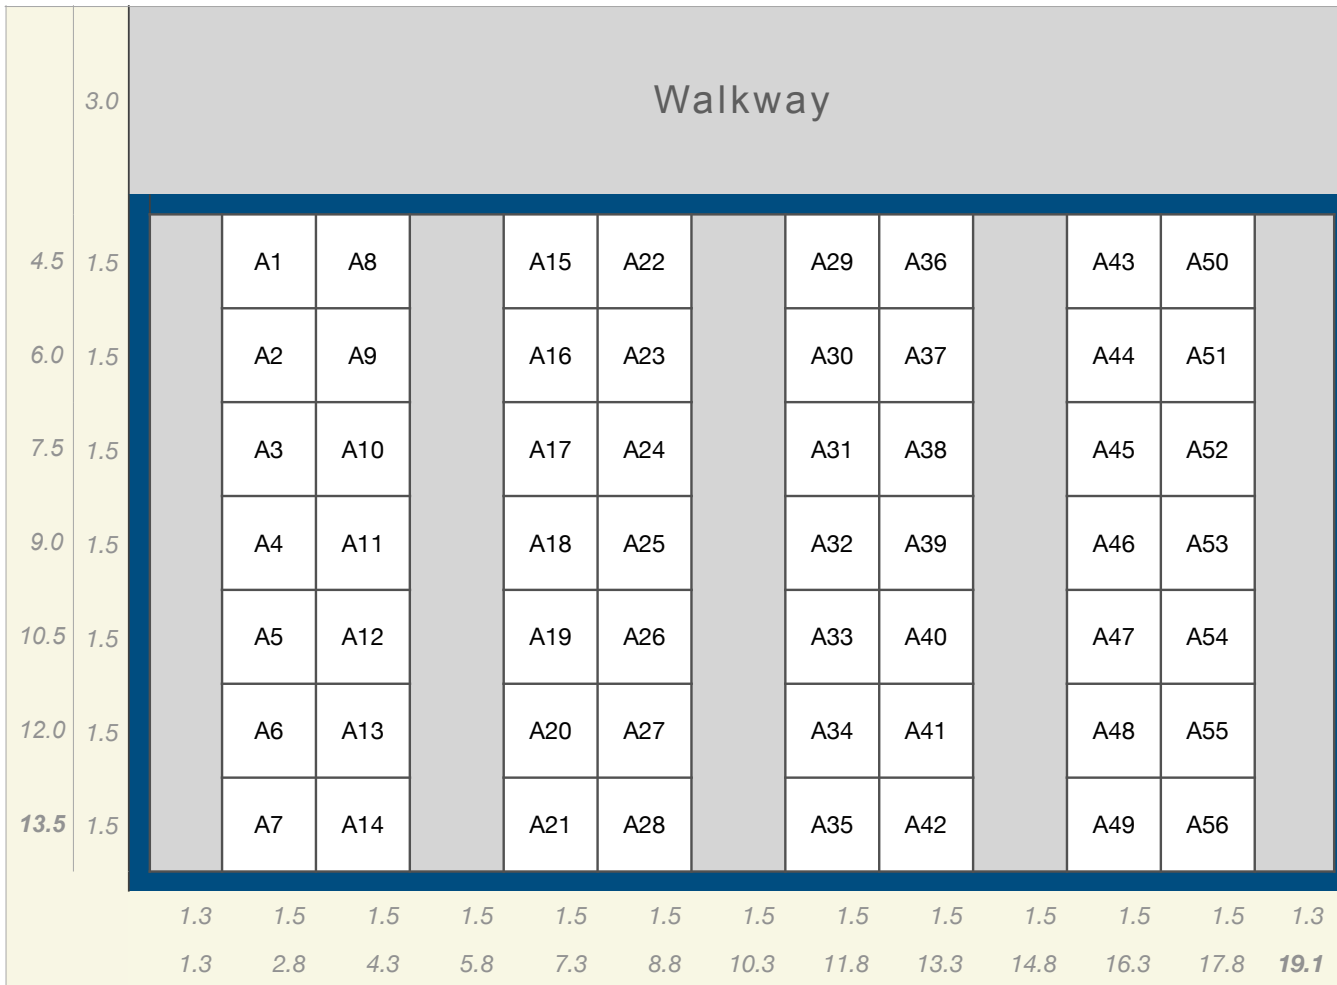 3.0 Walkway
4.5 1.5 A1 A8 A15 A22 A29 A36 A43 A50
6.0 1.5 A2 A9 A16 A23 A30 A37 A44 A51
7.5 1.5 A3 A10 A17 A24 A31 A38 A45 A52
9.0 1.5 A4 A11 A18 A25 A32 A39 A46 A53
10.5 1.5 A5 A12 A19 A26 A33 A40 A47 A54
12.0 1.5 A6 A13 A20 A27 A34 A41 A48 A55
13.5 1.5 A7 A14 A21 A28 A35 A42 A49 A56
1.3 1.5 1.5 1.5 1.5 1.5 1.5 1.5 1.5 1.5 1.5 1.5 1.3
1.3 2.8 4.3 5.8 7.3 8.8 10.3 11.8 13.3 14.8 16.3 17.8 19.1